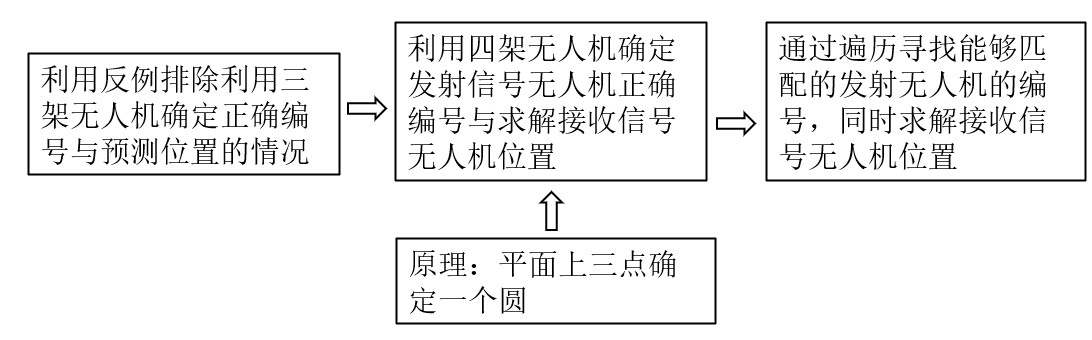 利用反例排除利用三
架无人机确定正确编
号与预测位置的情况
利用四架无人机确定
发射信号无人机正确
编号与求解接收信号
无人机位置
通过遍历寻找能够匹
配的发射无人机的编
号，同时求解接收信
号无人机位置
原理：平面上三点确
定一个圆